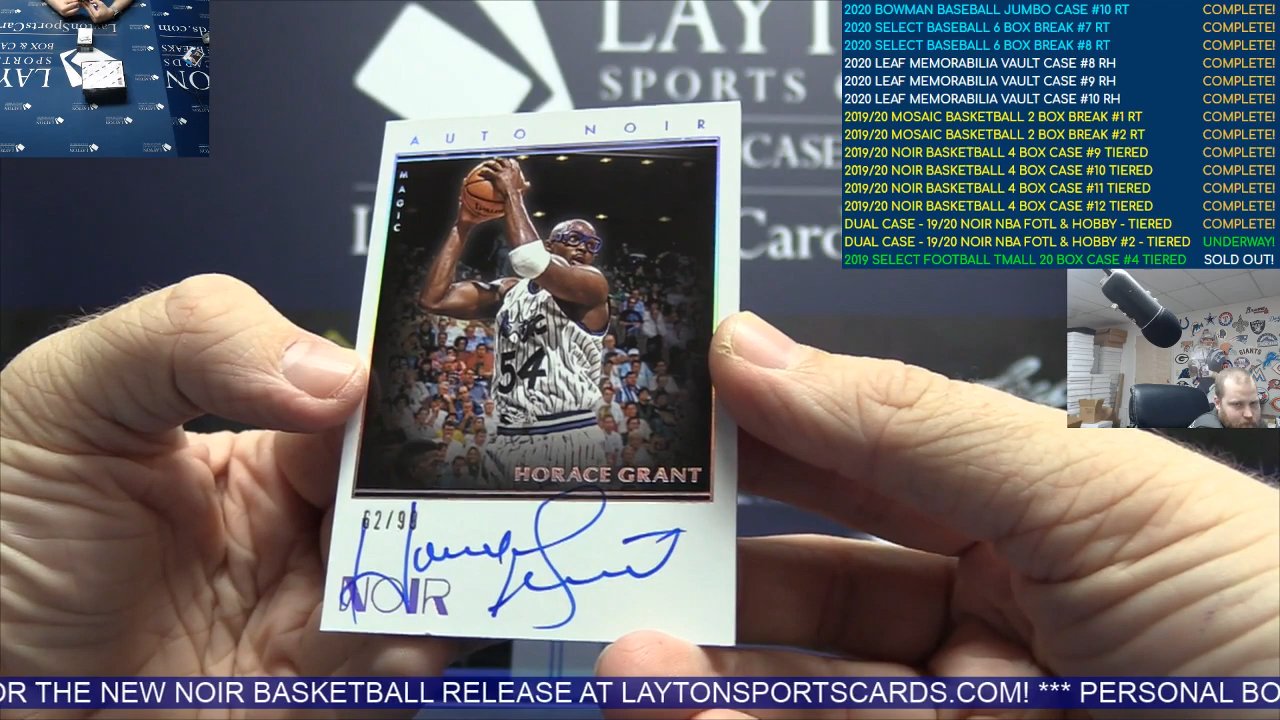 2020 BOWMAN BASEBALL JUMBO CASE #10 RT COMPLETE!
2020 SELECT BASEBALL 6 BOX BREAK #7 RT COMPLETE!
2020 SELECT BASEBALL 6 BOX BREAK #8 RT COMPLETE!
2020 LEAF MEMORABILIA VAULT CASE #8 RH COMPLETE!
2020 LEAF MEMORABILIA VAULT CASE #9 RH COMPLETE!
2020 LEAF MEMORABILIA VAULT CASE #10 RH COMPLETE!
2019/20 MOSAIC BASKETBALL 2 BOX BREAK #1 RT COMPLETE!
2019/20 MOSAIC BASKETBALL 2 BOX BREAK #2 RT COMPLETE!
2019/20 NOIR BASKETBALL 4 BOX CASE #9 TIERED COMPLETE!
2019/20 NOIR BASKETBALL 4 BOX CASE #10 TIERED COMPLETE!
2019/20 NOIR BASKETBALL 4 BOX CASE #11 TIERED COMPLETE!
2019/20 NOIR BASKETBALL 4 BOX CASE #12 TIERED COMPLETE!
DUAL CASE - 19/20 NOIR NBA FOTL & HOBBY - TIERED COMPLETE!
DUAL CASE - 19/20 NOIR NBA FOTL & HOBBY #2 - TIERED UNDERWAY!
2019 SELECT FOOTBALL TMALL 20 BOX CASE #4 TIERED SOLD OUT!
LAYT
SPORTS
CASE
Card
AUTO NOIR
MAGIC
54
HORACE GRANT
Horace Grant
NOIR
GIANTS
OR THE NEW NOIR BASKETBALL RELEASE AT LAYTONSPORTSCARDS.COM! *** PERSONAL BO